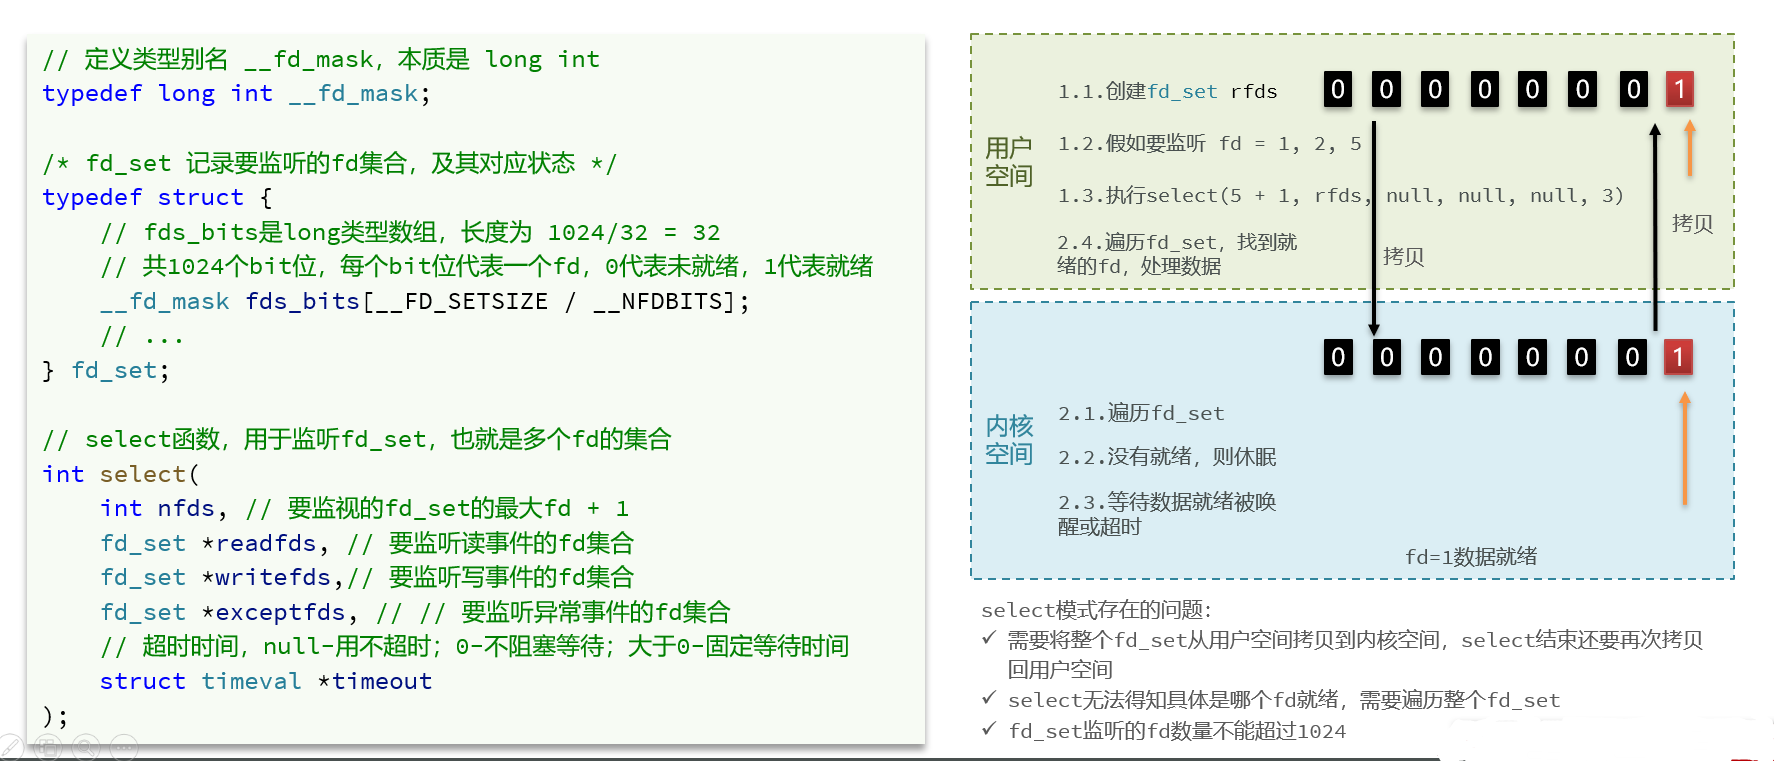 // 定义类型别名 __fd_mask，本质是 long int
typedef long int __fd_mask;
/* fd_set 记录要监听的fd集合，及其对应状态 */
typedef struct {
// fds_bits是long类型数组，长度为 1024/32 = 32
// 共1024个bit位，每个bit位代表一个fd，0代表未就绪，1代表就绪
__fd_mask fds_bits[__FD_SETSIZE / __NFDBITS];
// ...
} fd_set;
// select函数，用于监听fd_set，也就是多个fd的集合
int select(
int nfds, // 要监视的fd_set的最大fd + 1
fd_set *readfds, // 要监听读事件的fd集合
fd_set *writefds,// 要监听写事件的fd集合
fd_set *exceptfds, // // 要监听异常事件的fd集合
// 超时时间，null-用不超时；0-不阻塞等待；大于0-固定等待时间
struct timeval *timeout
);
用户
空间
1.1.创建fd_set rfds
0 0 0 0 0 0 0 1
1.2.假如要监听 fd = 1, 2, 5
1.3.执行select(5 + 1, rfds, null, null, null, 3)
2.4.遍历fd_set，找到就
绪的fd，处理数据
拷贝
拷贝
内核
空间
0 0 0 0 0 0 0 1
2.1.遍历fd_set
2.2.没有就绪，则休眠
2.3.等待数据就绪被唤
醒或超时
fd=1数据就绪
select模式存在的问题：
✓ 需要将整个fd_set从用户空间拷贝到内核空间，select结束还要再次拷贝
回用户空间
✓ select无法得知具体是哪个fd就绪，需要遍历整个fd_set
✓ fd_set监听的fd数量不能超过1024